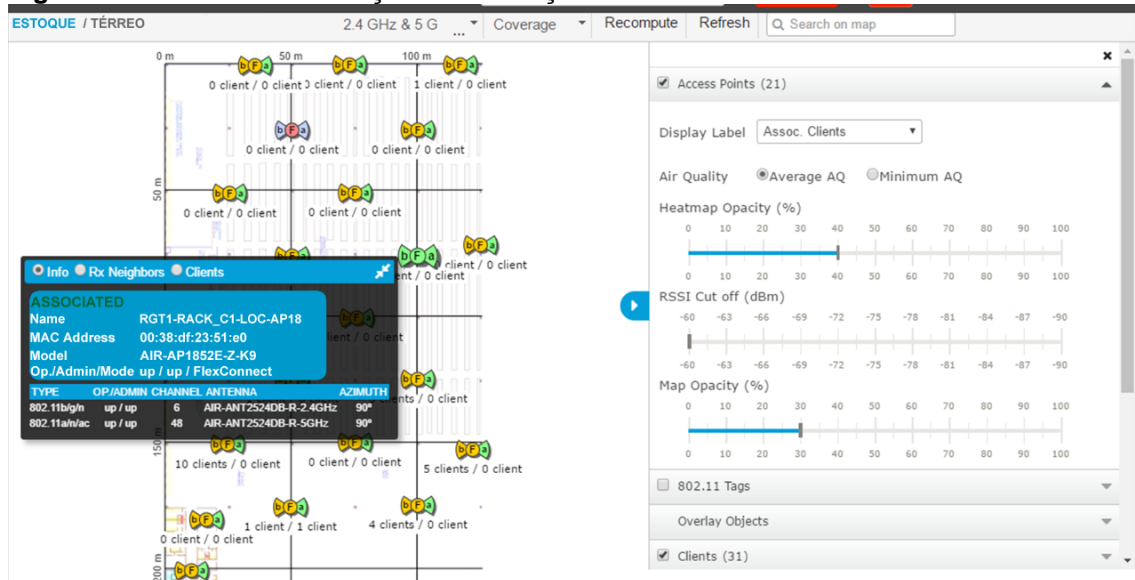 ESTOQUE / TÉRREO 2.4 GHz & 5 G ... Coverage Recompute Refresh Search on map
0 m 50 m 100 m
b F a b F a b F a
0 client / 0 client client / 0 client 1 client / 0 client
b F a b F a
0 client / 0 client 0 client / 0 client
50 m
b F a b F a
0 client / 0 client 0 client / 0 client
b F a b F a
client / 0 client
0 client
Info Rx Neighbors Clients
ASSOCIATED
Name RGT1-RACK_C1-LOC-AP18
MAC Address 00:38:df:23:51:e0
Model AIR-AP1852E-Z-K9
Op./Admin/Mode up / up / FlexConnect
TYPE OP./ADMIN CHANNEL ANTENNA AZIMUTH
802.11b/g/n up / up 6 AIR-ANT2524DB-R-2.4GHz 90°
802.11a/n/ac up / up 48 AIR-ANT2524DB-R-5GHz 90°
b F a
/ 0 client
150 m
b F a b F a b F a
10 clients / 0 client 0 client / 0 client 5 clients / 0 client
b F a b F a
1 client / 1 client 4 clients / 0 client
b F a
0 client / 0 client
200 m
b F a
x
Access Points (21)
Display Label Assoc. Clients
Air Quality Average AQ Minimum AQ
Heatmap Opacity (%)
0 10 20 30 40 50 60 70 80 90 100
0 10 20 30 40 50 60 70 80 90 100
RSSI Cut off (dBm)
-60 -63 -66 -69 -72 -75 -78 -81 -84 -87 -90
-60 -63 -66 -69 -72 -75 -78 -81 -84 -87 -90
Map Opacity (%)
0 10 20 30 40 50 60 70 80 90 100
0 10 20 30 40 50 60 70 80 90 100
802.11 Tags
Overlay Objects
Clients (31)